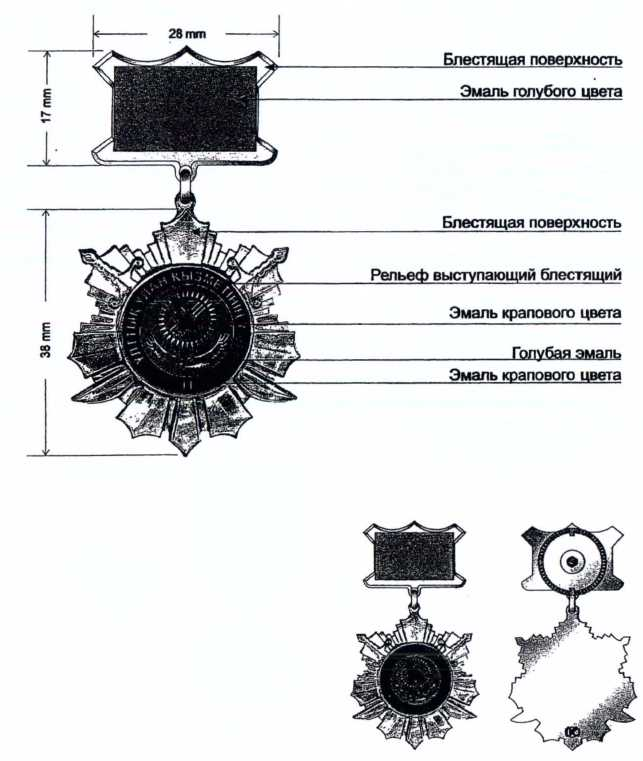 28 mm
Блестящая поверхность
Эмаль голубого цвета
17 mm
Блестящая поверхность
Рельеф выступающий блестящий
Эмаль крапового цвета
38 mm
Голубая эмаль
Эмаль крапового цвета
II